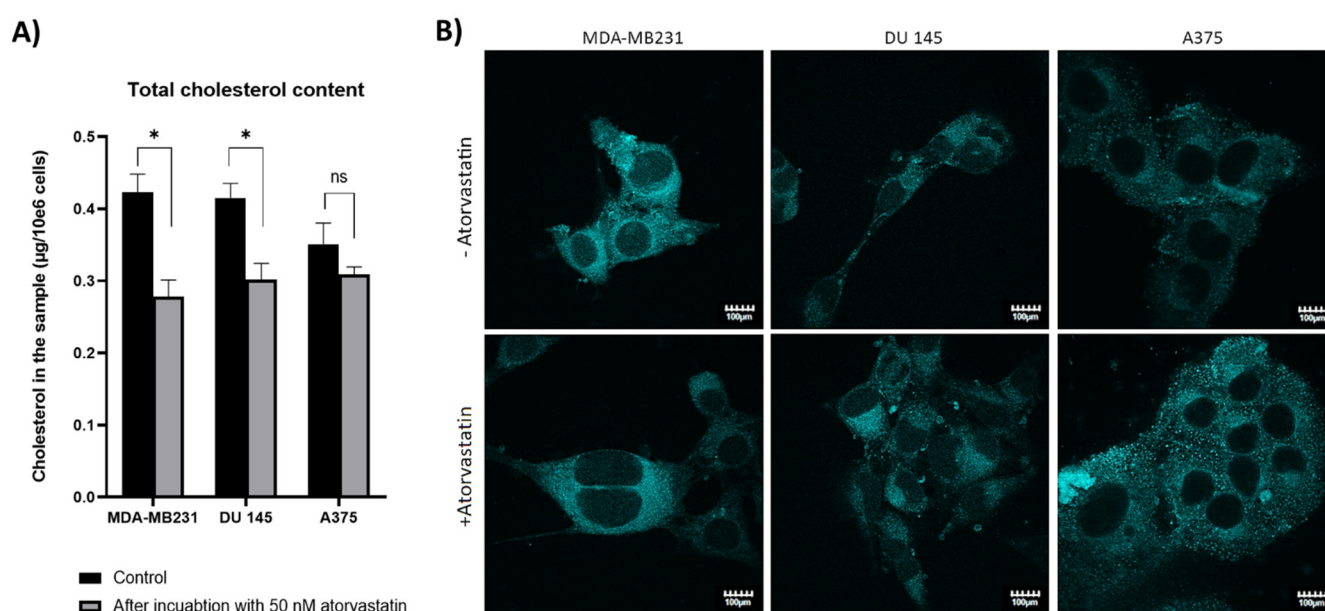 A)
Total cholesterol content
Cholesterol in the sample (µg/10e6 cells)
0.5
0.4
0.3
0.2
0.1
0.0
*
*
ns
MDA-MB231
DU 145
A375
Control
After incuabtion with 50 nM atorvastatin
B)
MDA-MB231
DU 145
A375
- Atorvastatin
100µm
100µm
100µm
+Atorvastatin
100µm
100µm
100µm